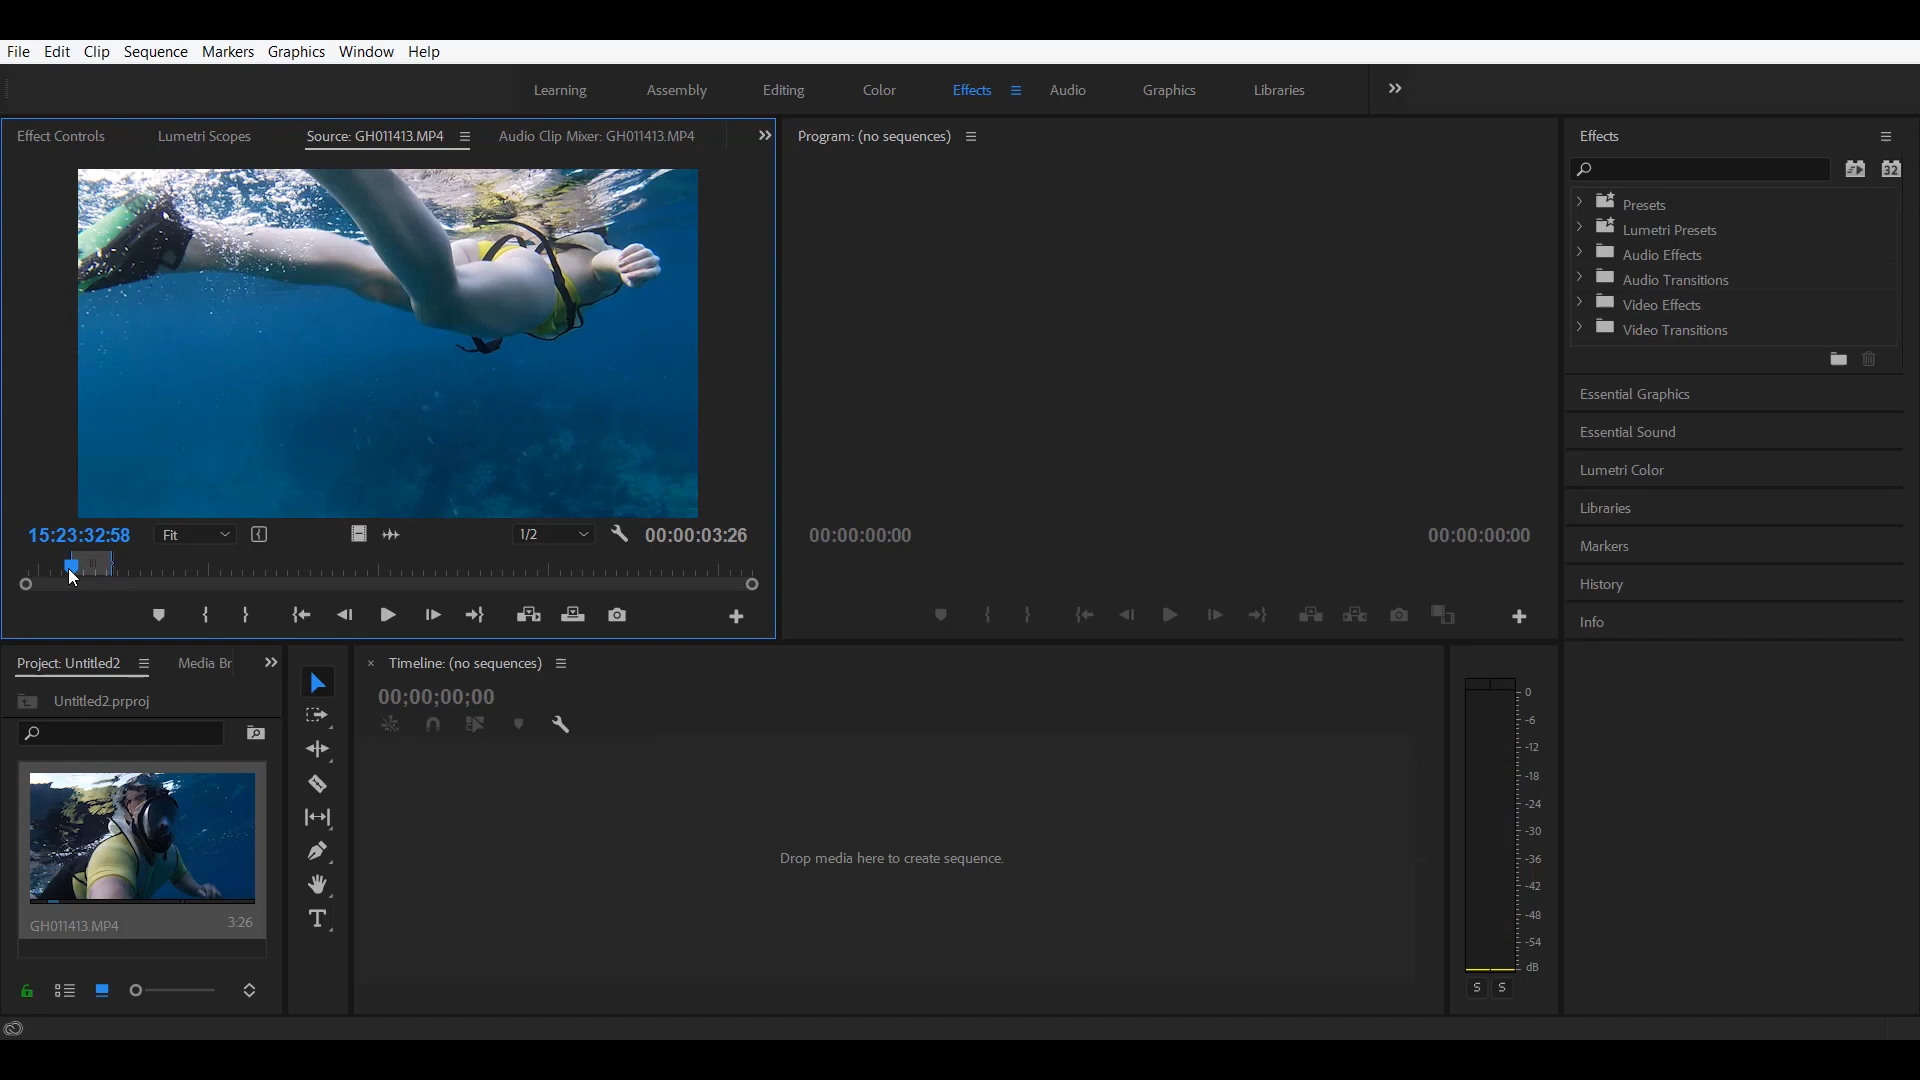 File Edit Clip Sequence Markers Graphics Window Help
Learning Assembly Editing Color Effects Audio Graphics Libraries
Effect Controls Lumetri Scopes Source: GH011413.MP4 Audio Clip Mixer: GH011413.MP4
Program: (no sequences)
Effects
32
Presets
Lumetri Presets
Audio Effects
Audio Transitions
Video Effects
Video Transitions
Essential Graphics
Essential Sound
Lumetri Color
Libraries
Markers
History
Info
15:23:32:58 Fit 1/2 00:00:03:26
00:00:00:00 00:00:00:00
Project: Untitled2 Media Br
Untitled2.prproj
GH011413.MP4 3:26
Timeline: (no sequences)
00;00;00;00
Drop media here to create sequence.
0
-6
-12
-18
-24
-30
-36
-42
-48
-54
dB
S S